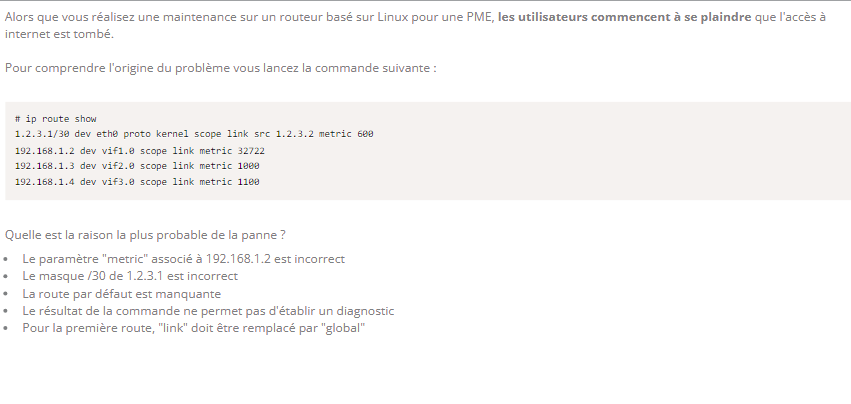 Alors que vous réalisez une maintenance sur un routeur basé sur Linux pour une PME, les utilisateurs commencent à se plaindre que l'accès à
internet est tombé.
Pour comprendre l'origine du problème vous lancez la commande suivante :
# ip route show
1.2.3.1/30 dev eth0 proto kernel scope link src 1.2.3.2 metric 600
192.168.1.2 dev vif1.0 scope link metric 32722
192.168.1.3 dev vif2.0 scope link metric 1000
192.168.1.4 dev vif3.0 scope link metric 1100
Quelle est la raison la plus probable de la panne ?
• Le paramètre "metric" associé à 192.168.1.2 est incorrect
• Le masque /30 de 1.2.3.1 est incorrect
• La route par défaut est manquante
• Le résultat de la commande ne permet pas d'établir un diagnostic
• Pour la première route, "link" doit être remplacé par "global"